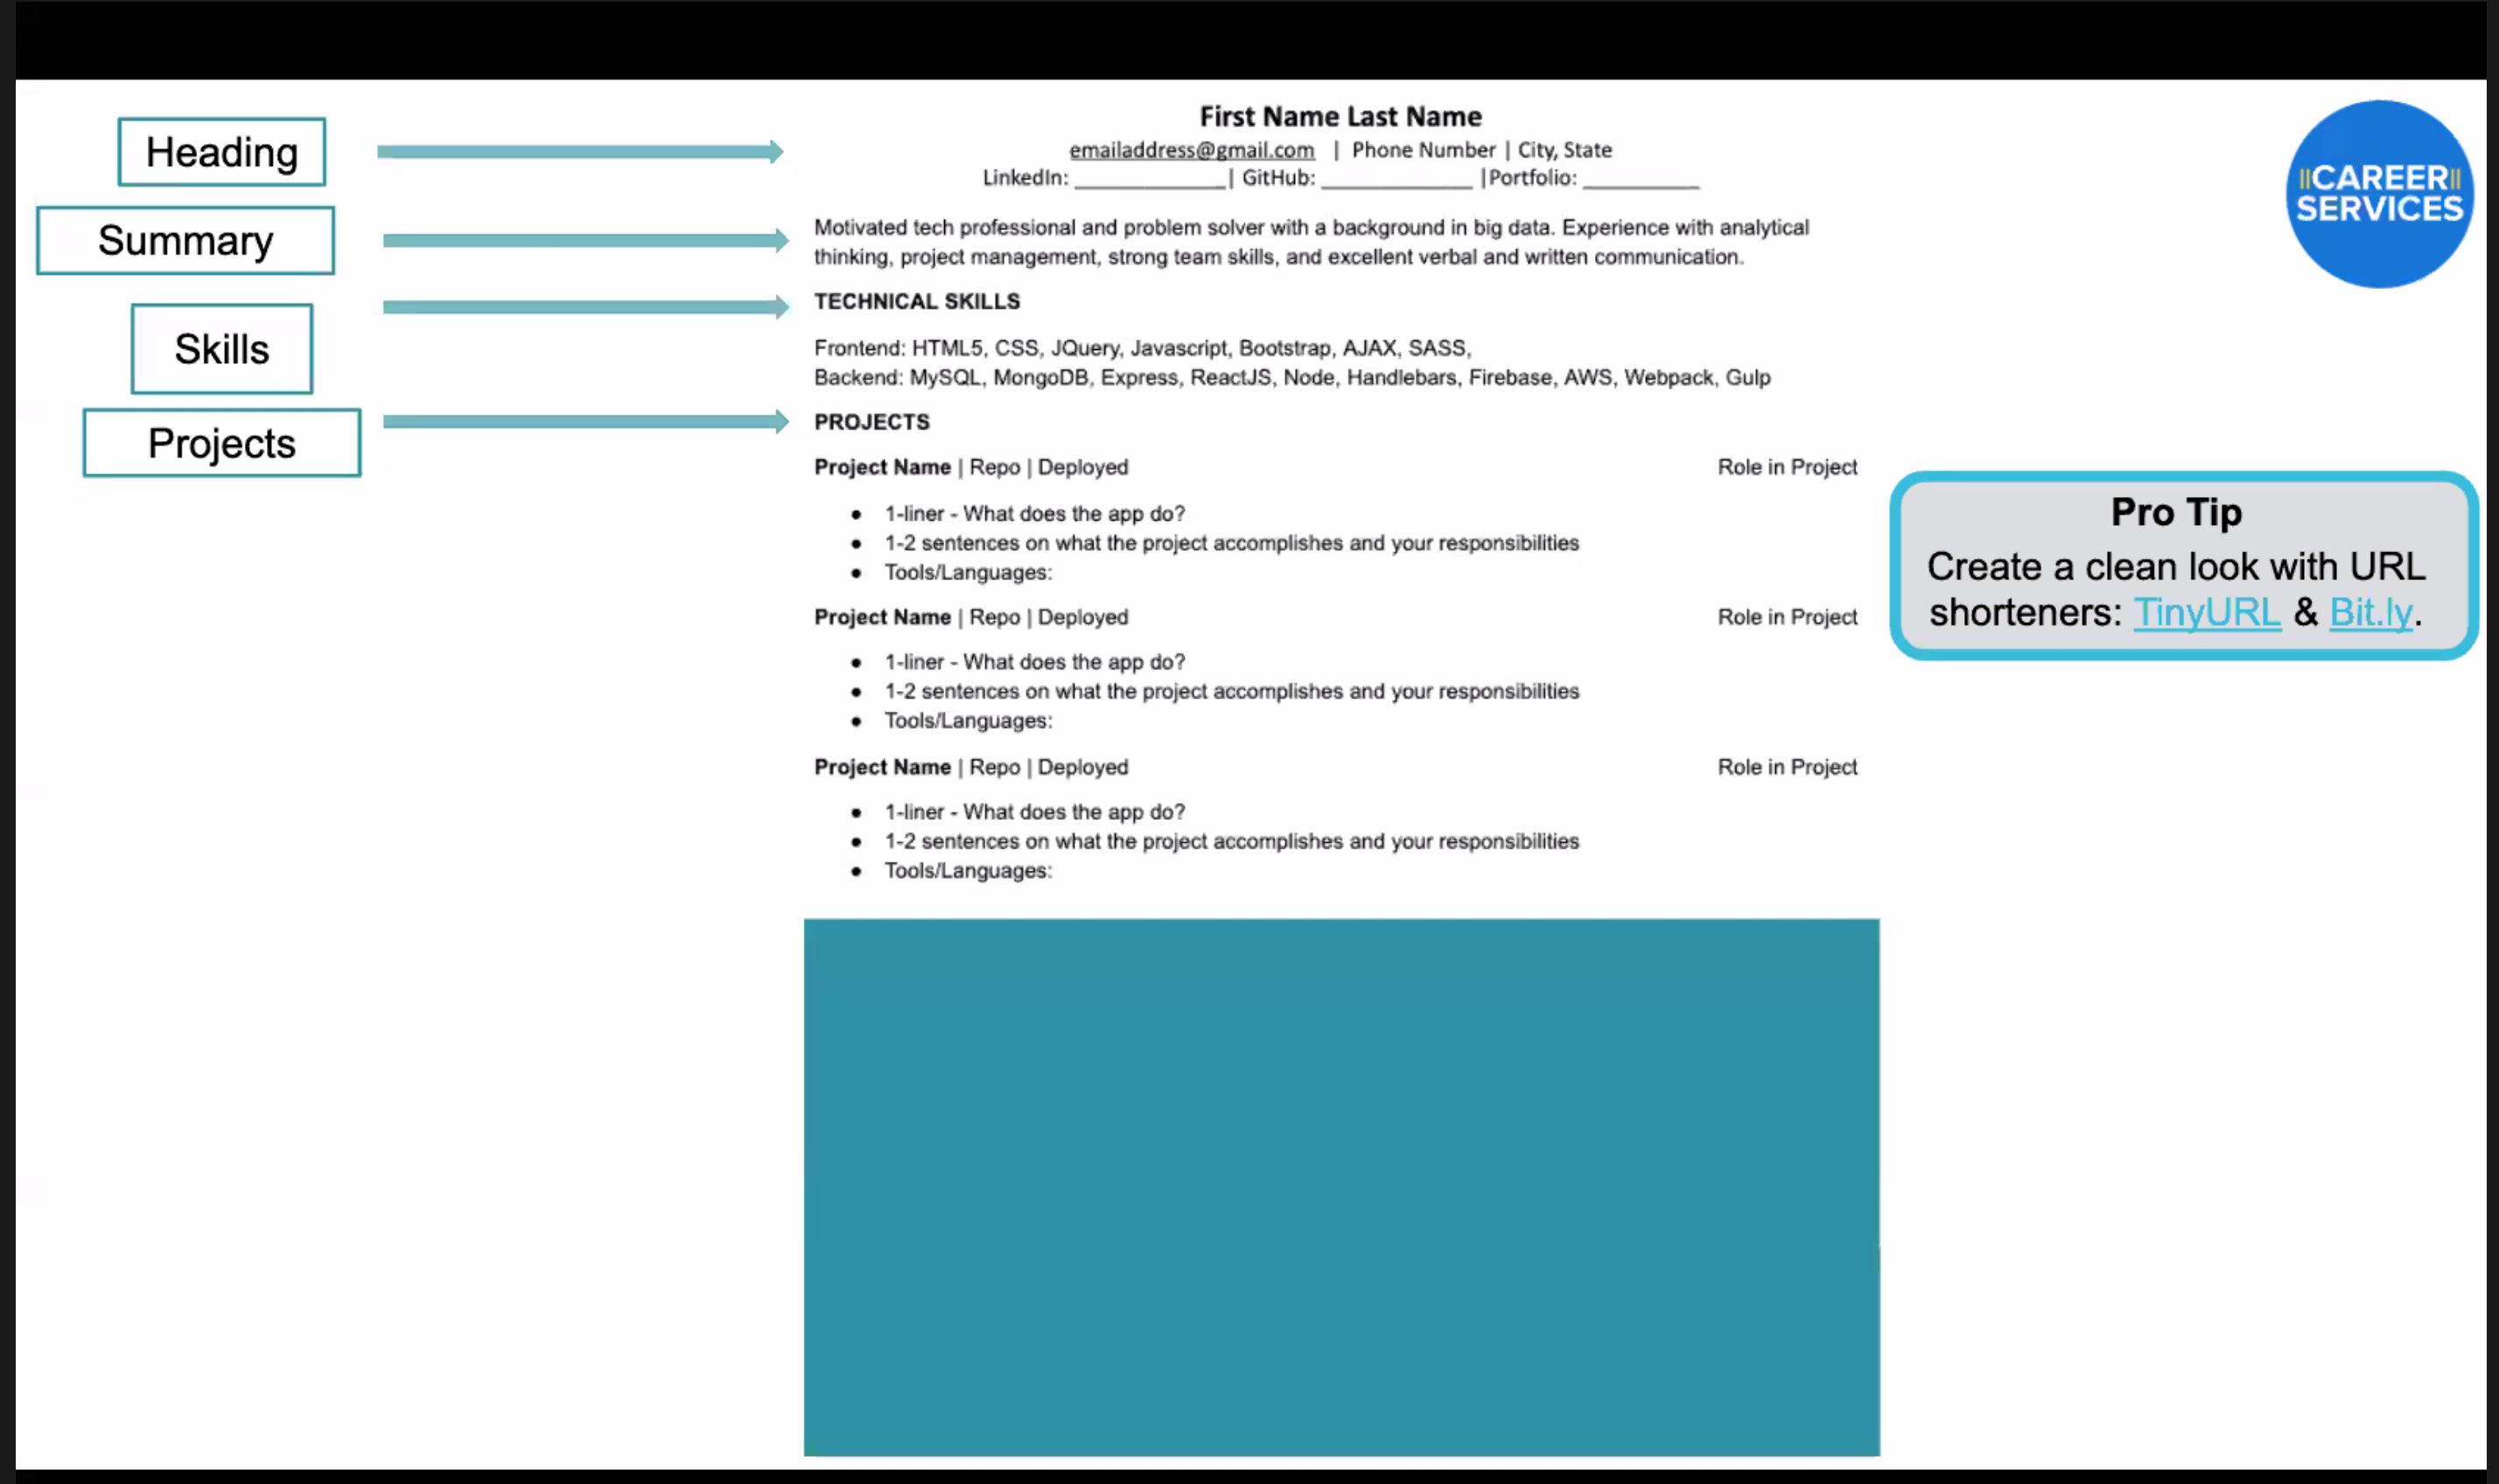 Heading
Summary
Skills
Projects
First Name Last Name
emailaddress@gmail.com | Phone Number | City, State
LinkedIn: _____________| GitHub: _____________ |Portfolio: __________
Motivated tech professional and problem solver with a background in big data. Experience with analytical
thinking, project management, strong team skills, and excellent verbal and written communication.
TECHNICAL SKILLS
Frontend: HTML5, CSS, JQuery, Javascript, Bootstrap, AJAX, SASS,
Backend: MySQL, MongoDB, Express, ReactJS, Node, Handlebars, Firebase, AWS, Webpack, Gulp
PROJECTS
Project Name | Repo | Deployed Role in Project
● 1-liner - What does the app do?
● 1-2 sentences on what the project accomplishes and your responsibilities
● Tools/Languages:
Project Name | Repo | Deployed Role in Project
● 1-liner - What does the app do?
● 1-2 sentences on what the project accomplishes and your responsibilities
● Tools/Languages:
Project Name | Repo | Deployed Role in Project
● 1-liner - What does the app do?
● 1-2 sentences on what the project accomplishes and your responsibilities
● Tools/Languages:
CAREER
SERVICES
Pro Tip
Create a clean look with URL
shorteners: TinyURL & Bit.ly.